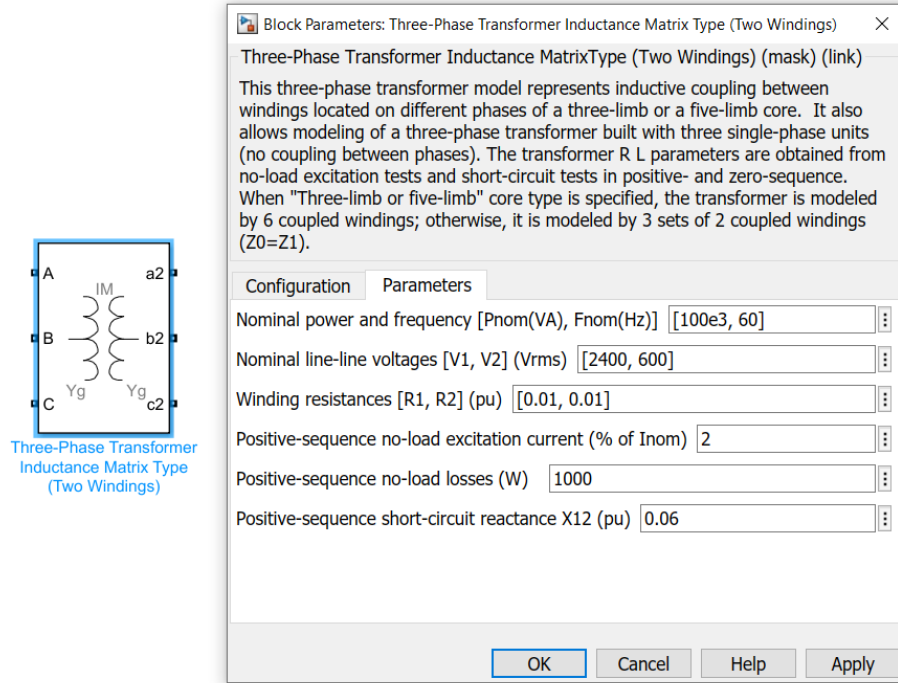 Block Parameters: Three-Phase Transformer Inductance Matrix Type (Two Windings)
Three-Phase Transformer Inductance MatrixType (Two Windings) (mask) (link)
This three-phase transformer model represents inductive coupling between
windings located on different phases of a three-limb or a five-limb core. It also
allows modeling of a three-phase transformer built with three single-phase units
(no coupling between phases). The transformer R L parameters are obtained from
no-load excitation tests and short-circuit tests in positive- and zero-sequence.
When "Three-limb or five-limb" core type is specified, the transformer is modeled
by 6 coupled windings; otherwise, it is modeled by 3 sets of 2 coupled windings
(Z0=Z1).
Configuration Parameters
Nominal power and frequency [Pnom(VA), Fnom(Hz)] [100e3, 60]
Nominal line-line voltages [V1, V2] (Vrms) [2400, 600]
Winding resistances [R1, R2] (pu) [0.01, 0.01]
Positive-sequence no-load excitation current (% of Inom) 2
Positive-sequence no-load losses (W) 1000
Positive-sequence short-circuit reactance X12 (pu) 0.06
OK Cancel Help Apply
A a2
IM
B b2
Yg Yg
C c2
Three-Phase Transformer
Inductance Matrix Type
(Two Windings)